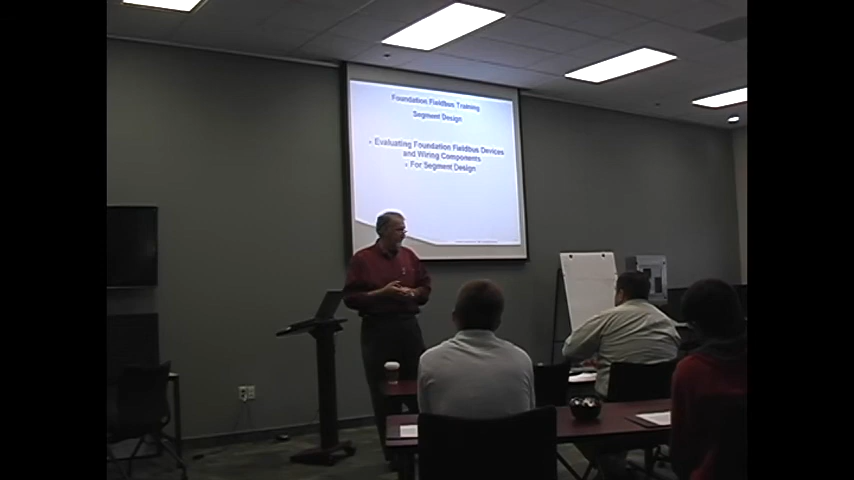 Foundation Fieldbus Training
Segment Design
Evaluating Foundation Fieldbus Devices
and Wiring Components
For Segment Design